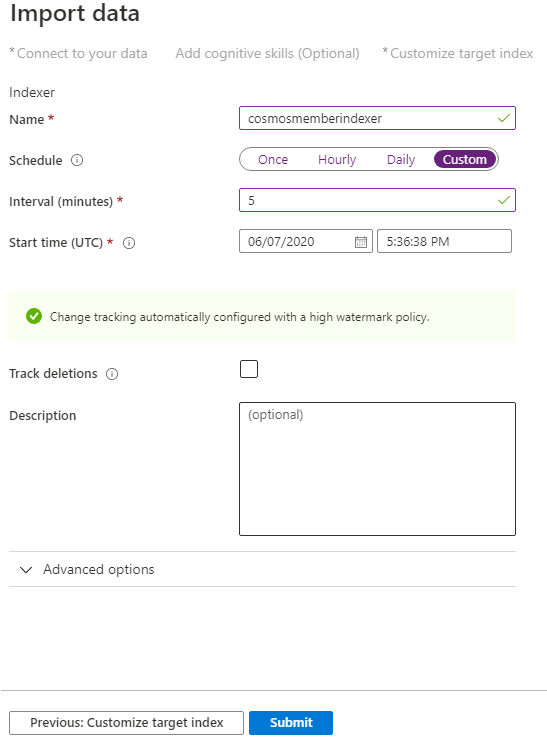 Import data
* Connect to your data Add cognitive skills (Optional) * Customize target index
Indexer
Name * cosmosmemberindexer
Schedule Once Hourly Daily Custom
Interval (minutes) * 5
Start time (UTC) * 06/07/2020 5:36:38 PM
Change tracking automatically configured with a high watermark policy.
Track deletions
Description (optional)
Advanced options
Previous: Customize target index Submit